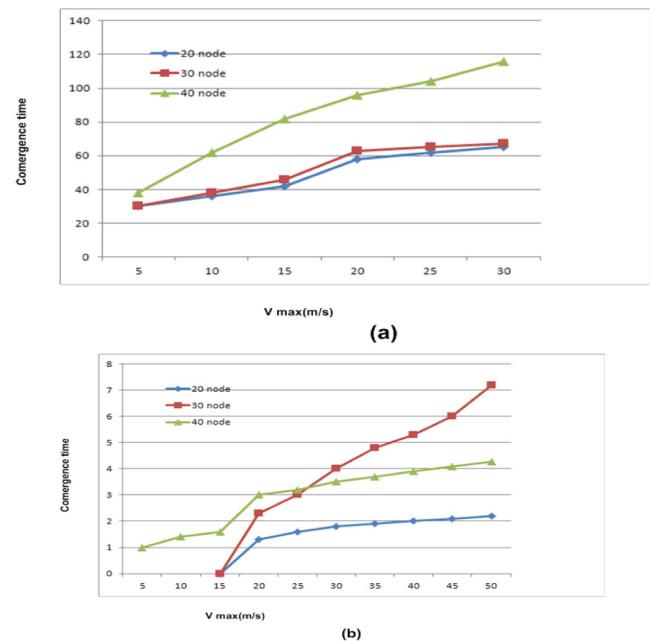 140
120
100
80
60
40
20
0
20 node
30 node
40 node
Comergence time
5 10 15 20 25 30
V max(m/s)
(a)
8
7
6
5
4
3
2
1
0
20 node
30 node
40 node
Comergence time
5 10 15 20 25 30 35 40 45 50
V max(m/s)
(b)